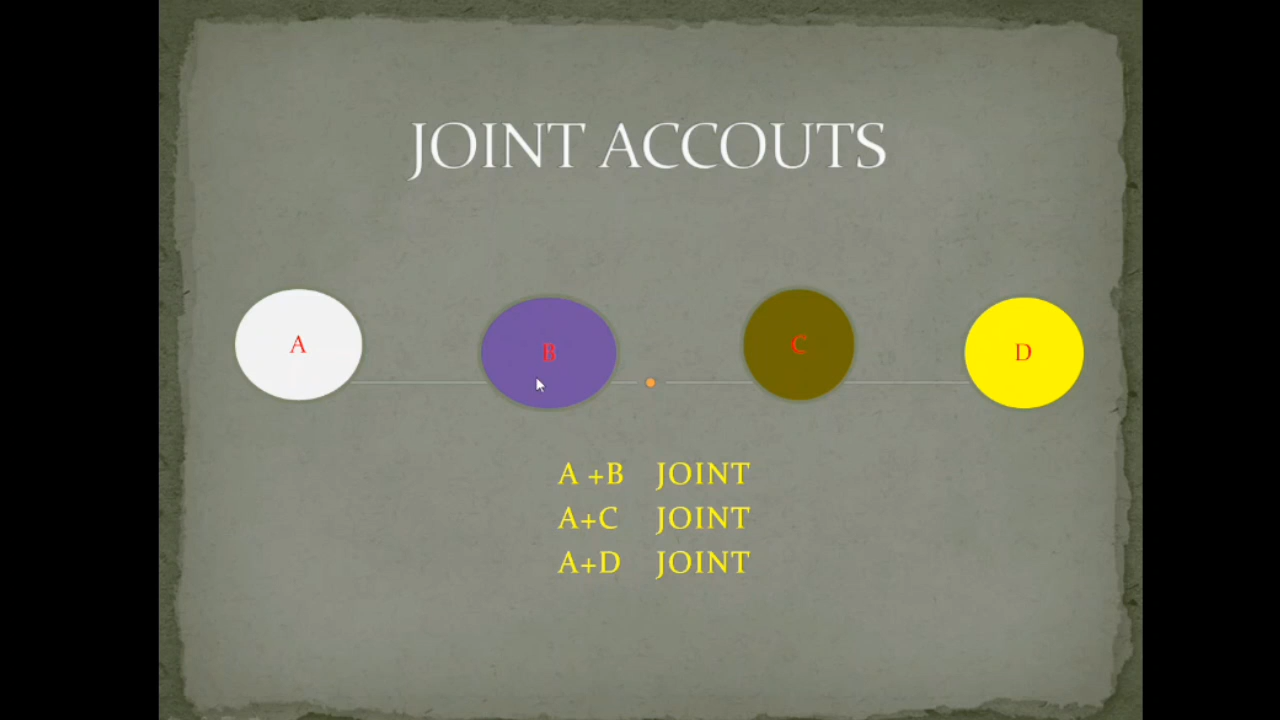 JOINT ACCOUTS
A
B
C
D
A +B JOINT
A+C JOINT
A+D JOINT